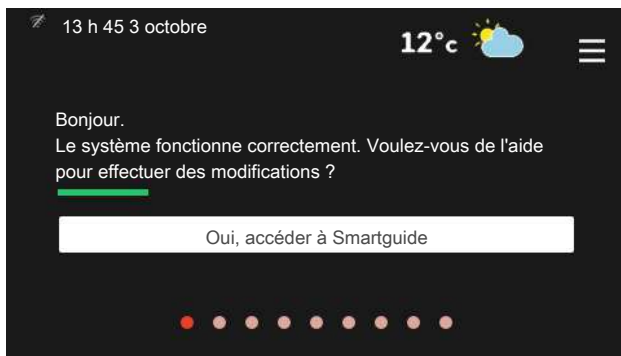 13 h 45 3 octobre
12°c
Bonjour.
Le système fonctionne correctement. Voulez-vous de l'aide
pour effectuer des modifications ?
Oui, accéder à Smartguide